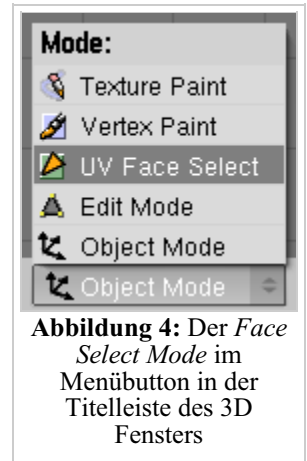 Mode:
Texture Paint
Vertex Paint
UV Face Select
Edit Mode
Object Mode
Object Mode
Abbildung 4: Der Face
Select Mode im
Menübutton in der
Titelleiste des 3D
Fensters